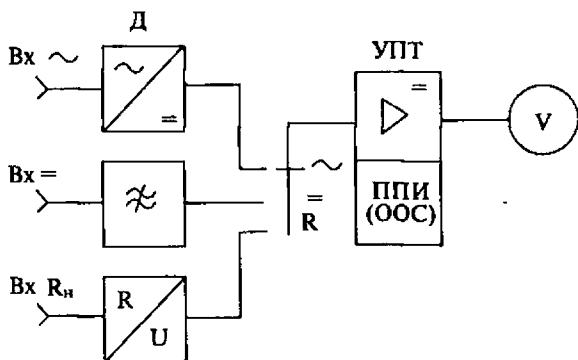 Д
УПТ
Вх ~
~
=
=
V
Вх =
~
=
R
ППИ
(ООС)
Вх Rн
R
U